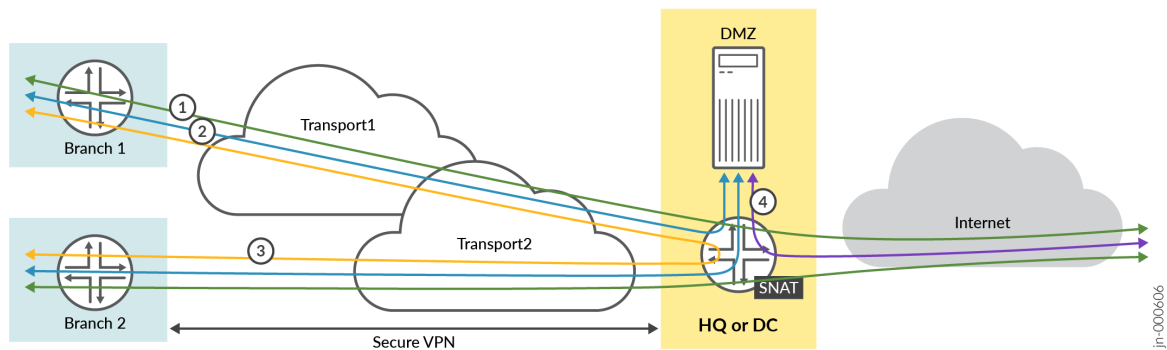 DMZ
1
Transport1
2
Branch 1
4
Internet
3
Transport2
SNAT
Branch 2
HQ or DC
Secure VPN
jn-000606